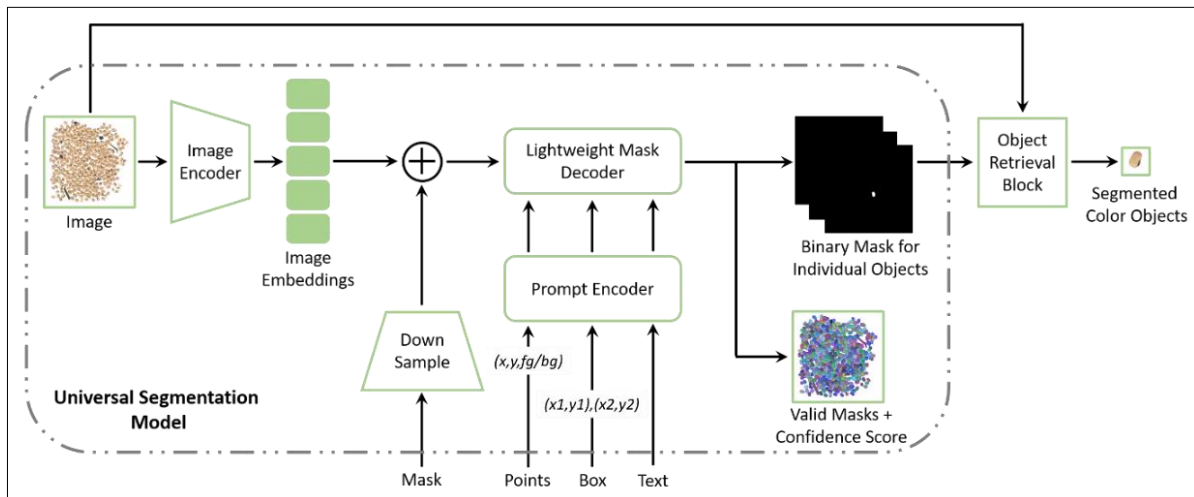 Image
Image
Encoder
Image
Embeddings
Down
Sample
Mask
Lightweight Mask
Decoder
Prompt Encoder
(x,y,fg/bg)
(x1,y1),(x2,y2)
Points
Box
Text
Binary Mask for
Individual Objects
Valid Masks +
Confidence Score
Object
Retrieval
Block
Segmented
Color Objects
Universal Segmentation
Model